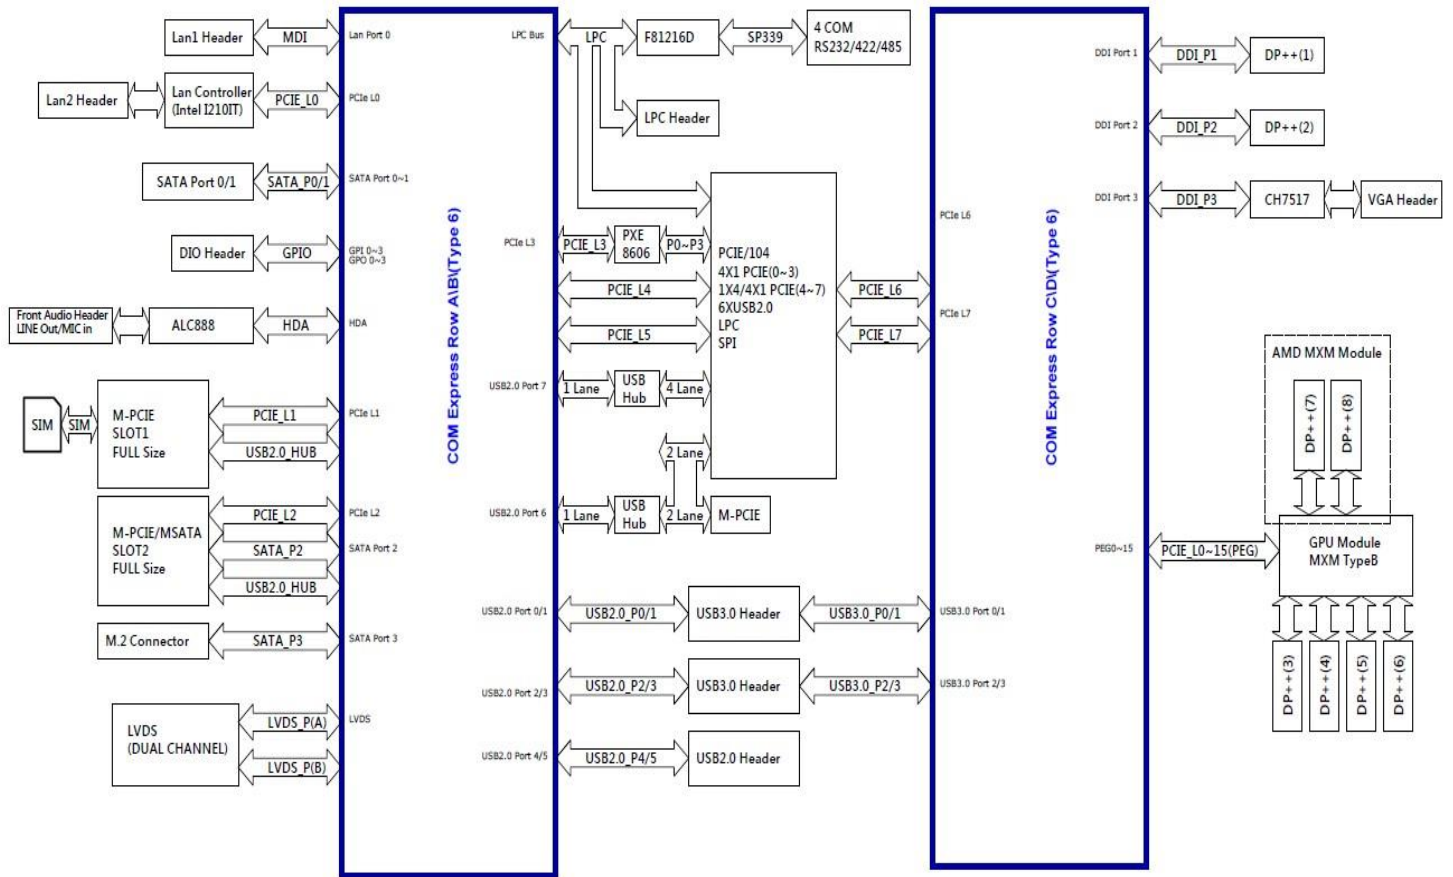 Lan1 Header
MDI
Lan Port 0
Lan2 Header
Lan Controller
(Intel I210IT)
PCIE_L0
PCIe L0
SATA Port 0/1
SATA_P0/1
SATA Port 0~1
DIO Header
GPIO
GPI 0~3
GPO 0~3
Front Audio Header
LINE Out/MIC in
ALC888
HDA
HDA
SIM
SIM
M-PCIE
SLOT1
FULL Size
PCIE_L1
PCIe L1
USB2.0_HUB
M-PCIE/MSATA
SLOT2
FULL Size
PCIE_L2
PCIe L2
SATA_P2
SATA Port 2
USB2.0_HUB
M.2 Connector
SATA_P3
SATA Port 3
LVDS
(DUAL CHANNEL)
LVDS_P(A)
LVDS
LVDS_P(B)
COM Express Row A\B\(Type 6)
LPC Bus
LPC
F81216D
SP339
4 COM
RS232/422/485
LPC Header
PCIe L3
PCIE_L3
PXE
8606
P0~P3
PCIE_L4
PCIE_L5
PCIE/104
4X1 PCIE(0~3)
1X4/4X1 PCIE(4~7)
6XUSB2.0
LPC
SPI
PCIE_L6
PCIE_L7
USB2.0 Port 7
1 Lane
USB
Hub
4 Lane
2 Lane
USB2.0 Port 6
1 Lane
USB
Hub
2 Lane
M-PCIE
USB2.0 Port 0/1
USB2.0_P0/1
USB3.0 Header
USB3.0_P0/1
USB3.0 Port 0/1
USB2.0 Port 2/3
USB2.0_P2/3
USB3.0 Header
USB3.0_P2/3
USB3.0 Port 2/3
USB2.0 Port 4/5
USB2.0_P4/5
USB2.0 Header
PCIe L6
PCIe L7
COM Express Row C\D\(Type 6)
DDI Port 1
DDI_P1
DP++(1)
DDI Port 2
DDI_P2
DP++(2)
DDI Port 3
DDI_P3
CH7517
VGA Header
AMD MXM Module
DP++(7)
DP++(8)
PEG0~15
PCIE_L0~15(PEG)
GPU Module
MXM TypeB
DP++(3)
DP++(4)
DP++(5)
DP++(6)